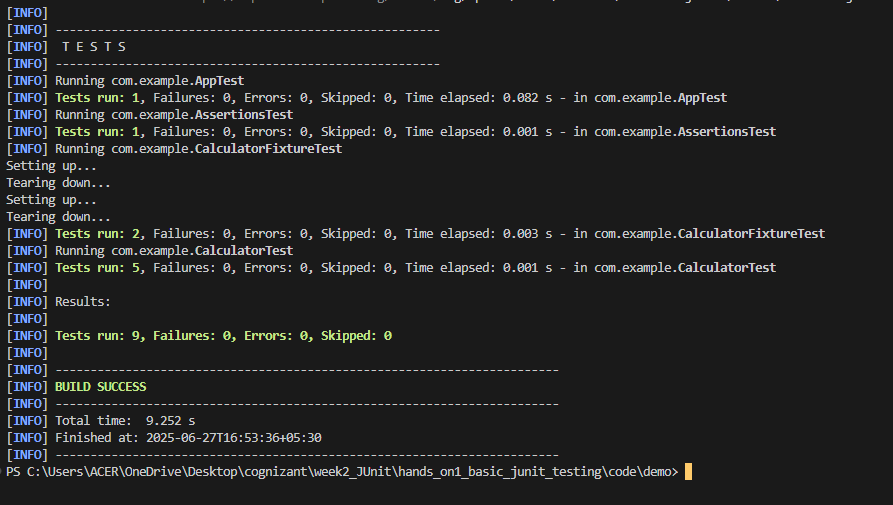 [INFO]
[INFO] -------------------------------------------------------
[INFO]  T E S T S
[INFO] -------------------------------------------------------
[INFO] Running com.example.AppTest
[INFO] Tests run: 1, Failures: 0, Errors: 0, Skipped: 0, Time elapsed: 0.082 s - in com.example.AppTest
[INFO] Running com.example.AssertionsTest
[INFO] Tests run: 1, Failures: 0, Errors: 0, Skipped: 0, Time elapsed: 0.001 s - in com.example.AssertionsTest
[INFO] Running com.example.CalculatorFixtureTest
Setting up...
Tearing down...
Setting up...
Tearing down...
[INFO] Tests run: 2, Failures: 0, Errors: 0, Skipped: 0, Time elapsed: 0.003 s - in com.example.CalculatorFixtureTest
[INFO] Running com.example.CalculatorTest
[INFO] Tests run: 5, Failures: 0, Errors: 0, Skipped: 0, Time elapsed: 0.001 s - in com.example.CalculatorTest
[INFO]
[INFO] Results:
[INFO]
[INFO] Tests run: 9, Failures: 0, Errors: 0, Skipped: 0
[INFO]
[INFO] ------------------------------------------------------------------------
[INFO] BUILD SUCCESS
[INFO] ------------------------------------------------------------------------
[INFO] Total time:  9.252 s
[INFO] Finished at: 2025-06-27T16:53:36+05:30
[INFO] ------------------------------------------------------------------------
PS C:\Users\ACER\OneDrive\Desktop\cognizant\week2_JUnit\hands_on1_basic_junit_testing\code\demo>